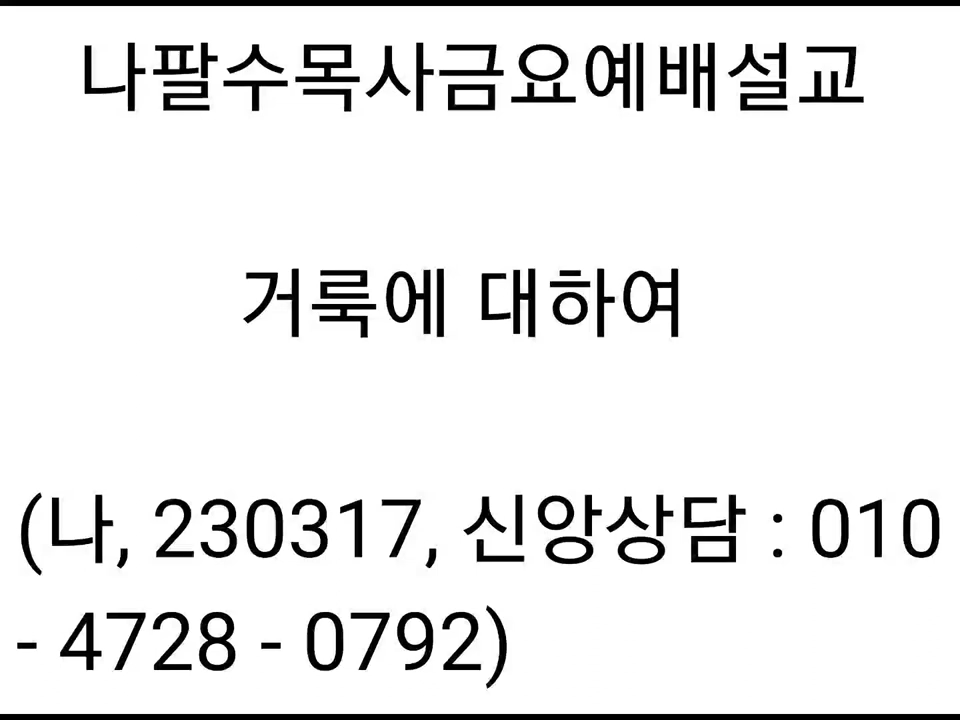 나팔수목사금요예배설교
거룩에 대하여
(나, 230317, 신앙상담 : 010
- 4728 - 0792)